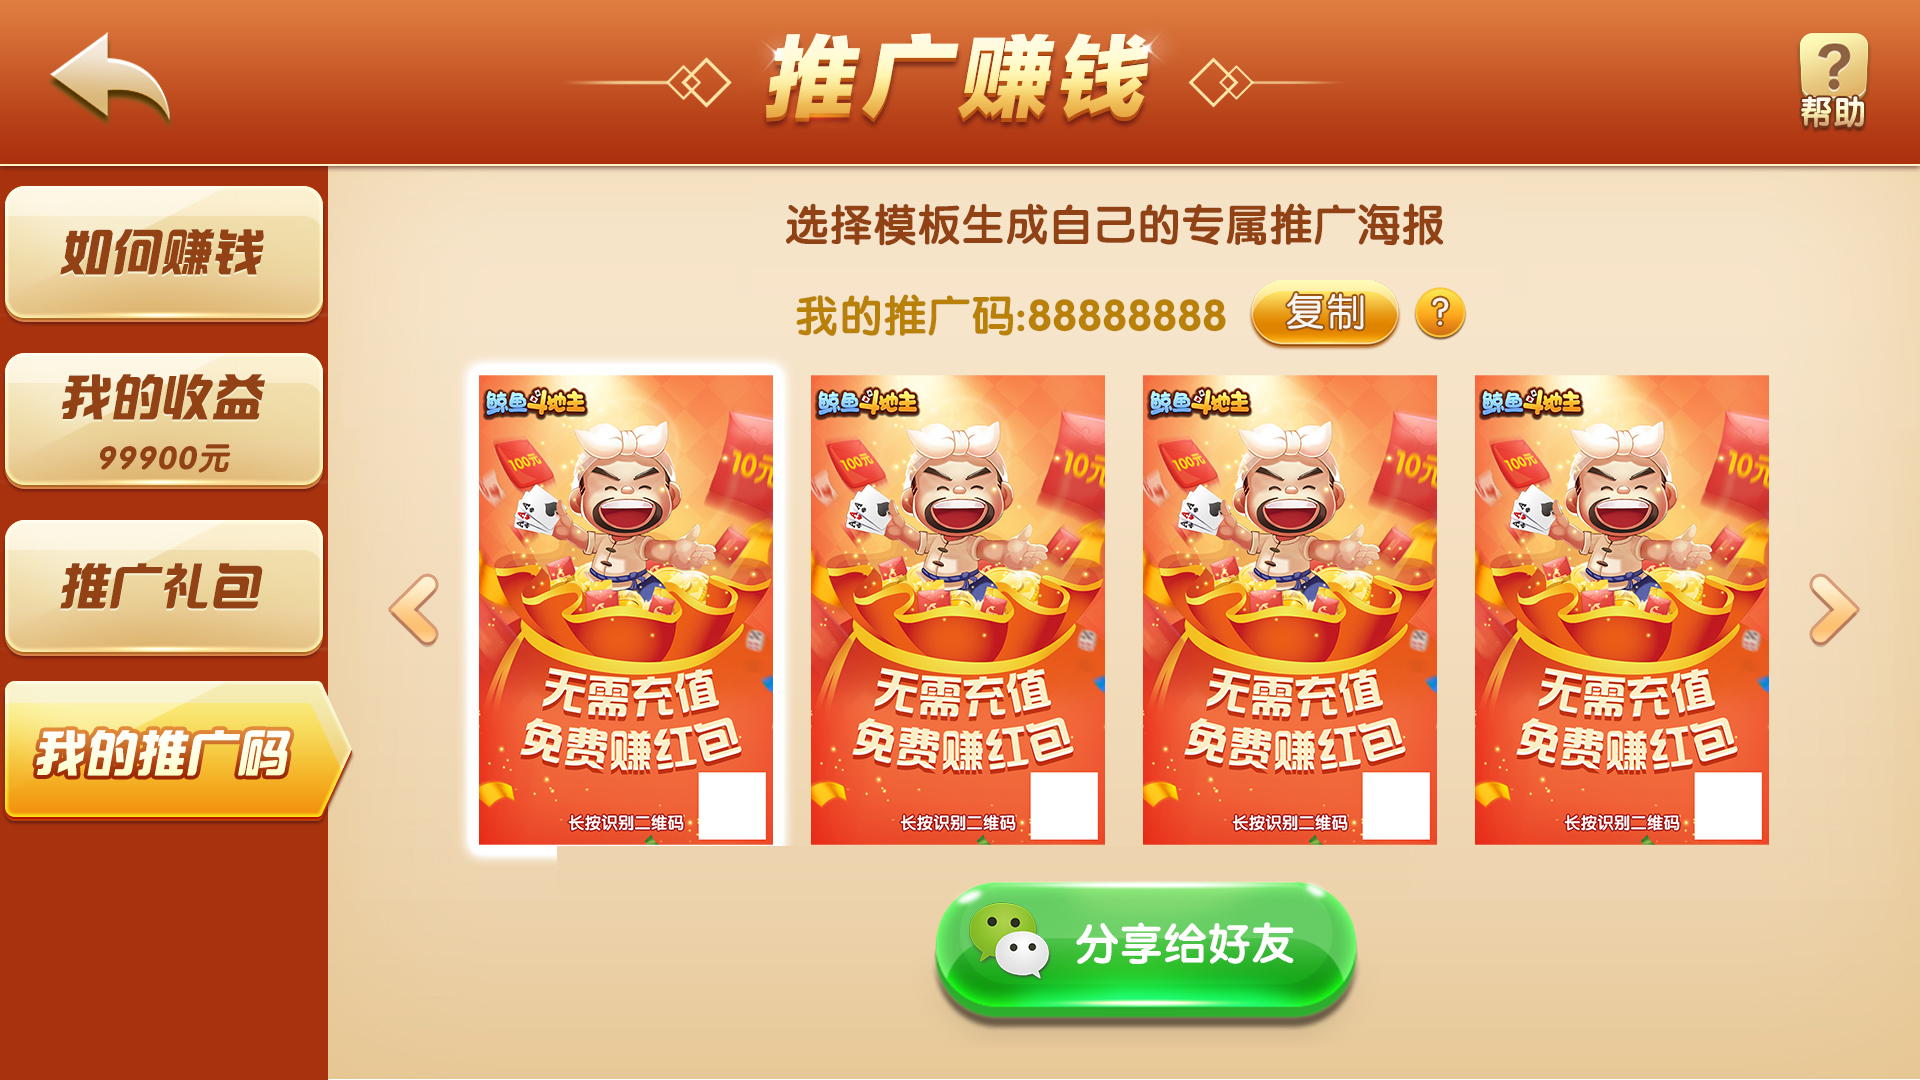 推广赚钱
?
帮助
如何赚钱
我的收益
99900元
推广礼包
我的推广码
选择模板生成自己的专属推广海报
我的推广码:88888888
复制
?
鲸鱼斗地主
100元
10元
A
A
A
无需充值
免费赚红包
长按识别二维码
鲸鱼斗地主
100元
10元
A
A
A
无需充值
免费赚红包
长按识别二维码
鲸鱼斗地主
100元
10元
A
A
A
无需充值
免费赚红包
长按识别二维码
鲸鱼斗地主
100元
10元
A
A
A
无需充值
免费赚红包
长按识别二维码
分享给好友